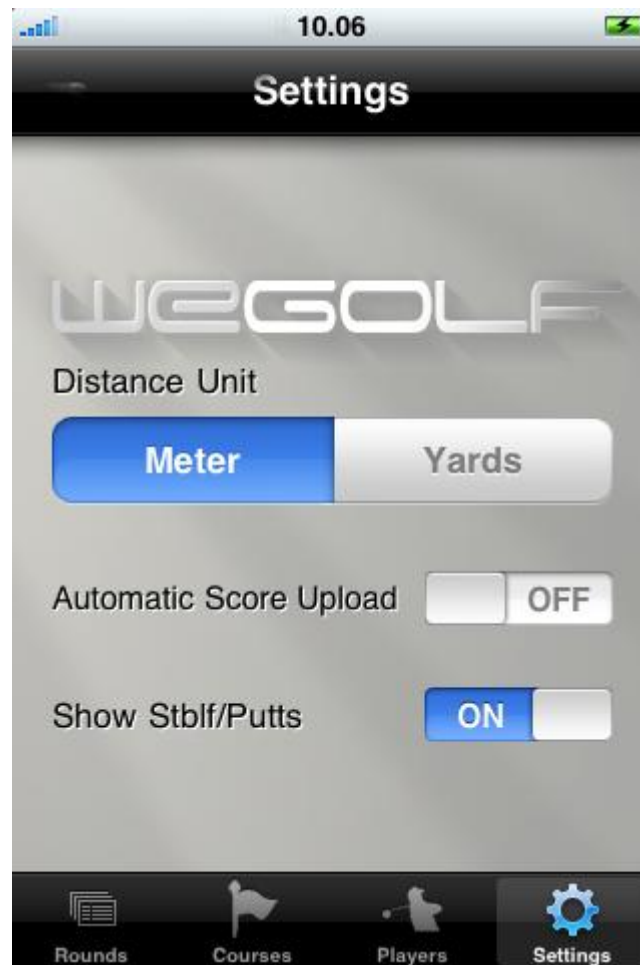 10.06
Settings
WEGOLF
Distance Unit
Meter Yards
Automatic Score Upload OFF
Show Stblf/Putts ON
Rounds Courses Players Settings